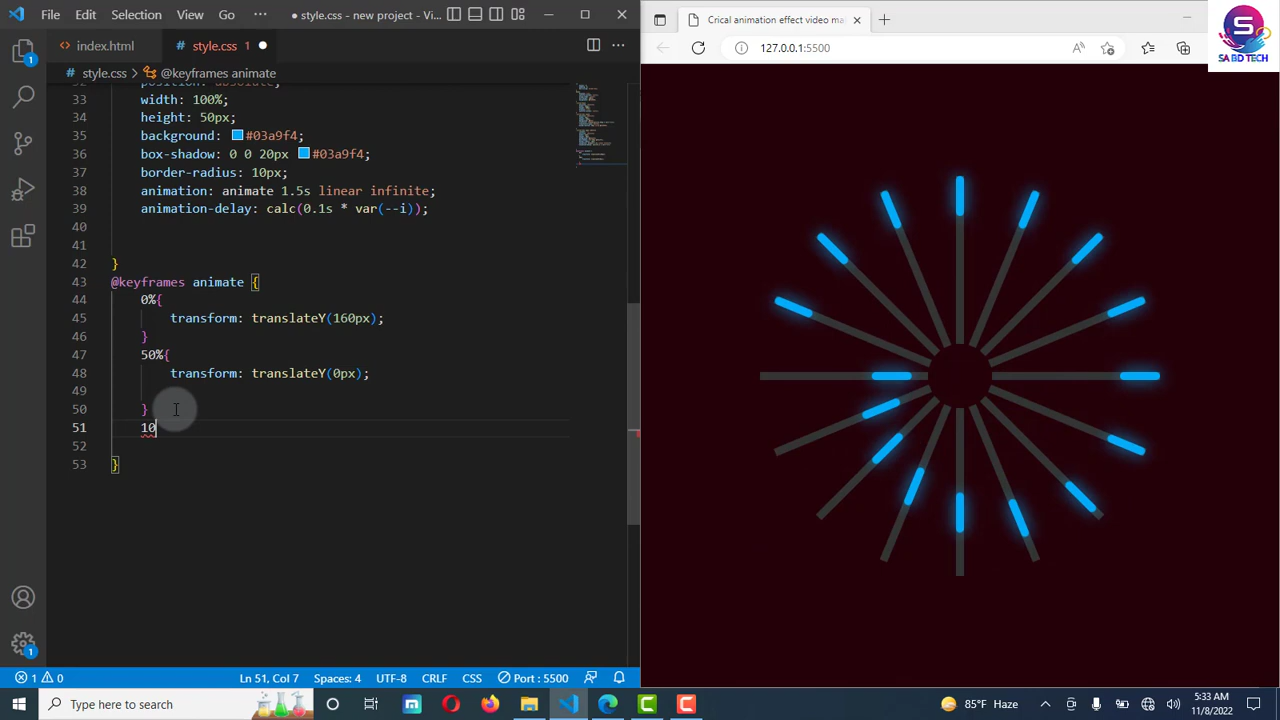 File Edit Selection View Go ··· ● style.css - new project - Vi...
index.html style.css 1 ●
style.css > @keyframes animate
position: absolute;
33 width: 100%;
34 height: 50px;
35 background: #03a9f4;
36 box-shadow: 0 0 20px #03a9f4;
37 border-radius: 10px;
38 animation: animate 1.5s linear infinite;
39 animation-delay: calc(0.1s * var(--i));
40
41
42 }
43 @keyframes animate {
44 0%{
45 transform: translateY(160px);
46 }
47 50%{
48 transform: translateY(0px);
49
50 }
51 10
52
53 }
1
1
1 0 Ln 51, Col 7 Spaces: 4 UTF-8 CRLF CSS Port : 5500
Crical animation effect video ma
127.0.0.1:5500
S
SA BD TECH
Type here to search
85°F Haze
5:33 AM
11/8/2022